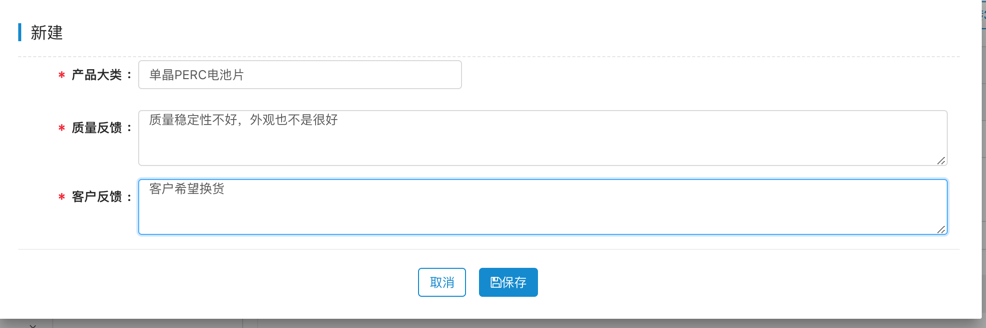 新建
* 产品大类： 单晶PERC电池片
* 质量反馈： 质量稳定性不好，外观也不是很好
* 客户反馈： 客户希望换货
取消 保存